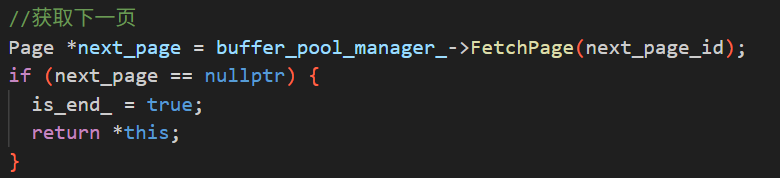 //获取下一页
Page *next_page = buffer_pool_manager_->FetchPage(next_page_id);
if (next_page == nullptr) {
  is_end_ = true;
  return *this;
}